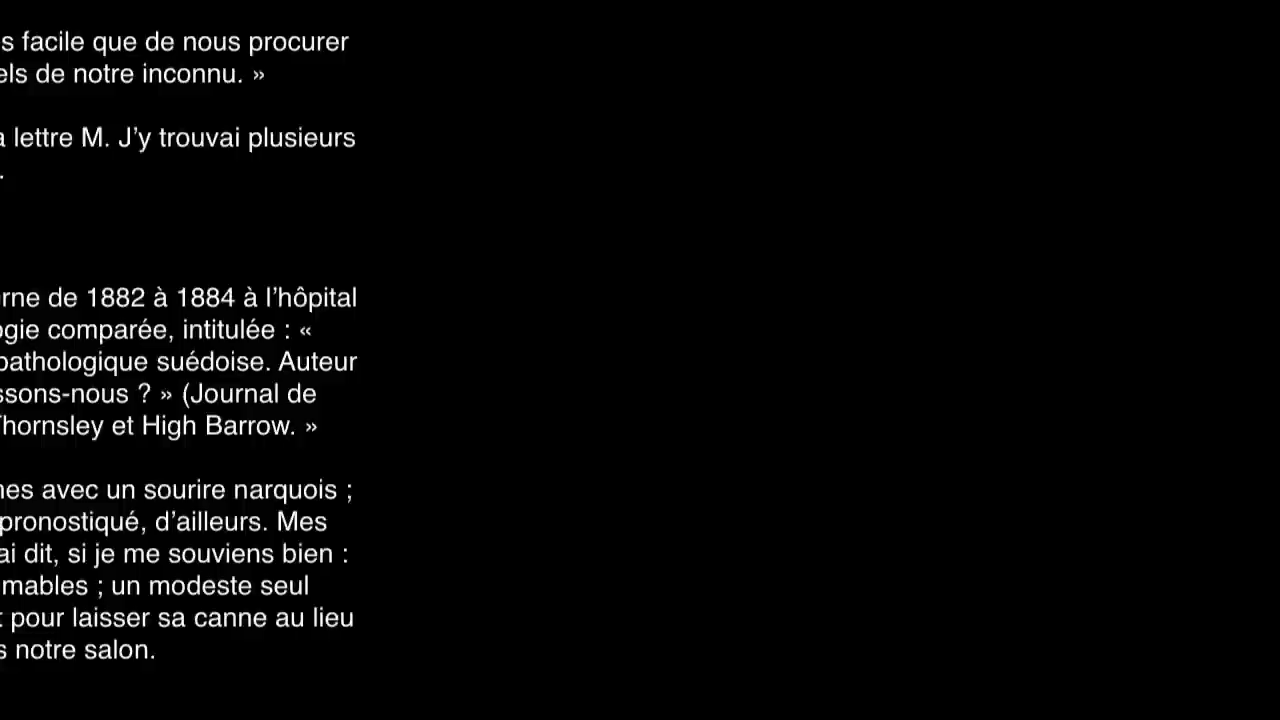 s facile que de nous procurer
els de notre inconnu. »
a lettre M. J’y trouvai plusieurs
.
rne de 1882 à 1884 à l’hôpital
ogie comparée, intitulée : «
pathologique suédoise. Auteur
ssons-nous ? » (Journal de
Thornsley et High Barrow. »
nes avec un sourire narquois ;
pronostiqué, d’ailleurs. Mes
ai dit, si je me souviens bien :
mables ; un modeste seul
t pour laisser sa canne au lieu
s notre salon.